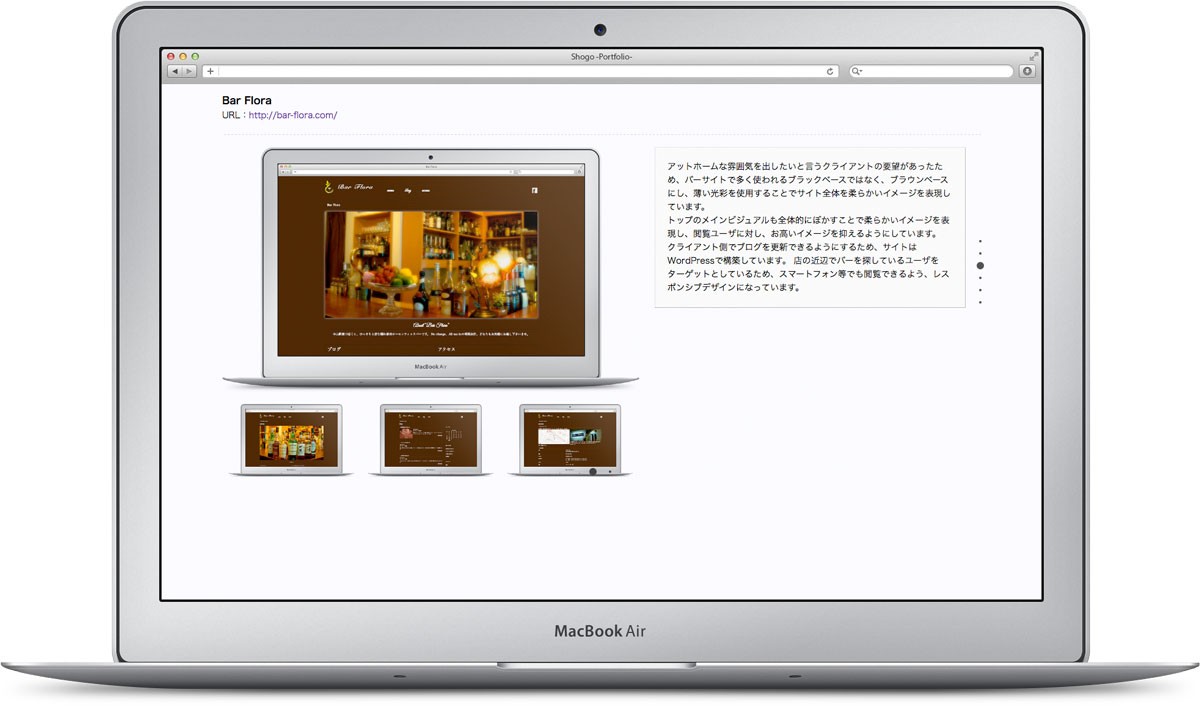 Shogo -Portfolio-
Bar Flora
URL：http://bar-flora.com/
Bar Flora
Bar Flora
Blog
Bar Flora
Bar "Bar Flora"
ブログ
アクセス
MacBook Air
アットホームな雰囲気を出したいと言うクライアントの要望があったた
め、バーサイトで多く使われるブラックベースではなく、ブラウンベース
にし、薄い光彩を使用することでサイト全体を柔らかいイメージを表現し
ています。
トップのメインビジュアルも全体的にぼかすことで柔らかいイメージを表
現し、閲覧ユーザに対し、お高いイメージを抑えるようにしています。
クライアント側でブログを更新できるようにするため、サイトは
WordPressで構築しています。 店の近辺でバーを探しているユーザを
ターゲットとしているため、スマートフォン等でも閲覧できるよう、レス
ポンシブデザインになっています。
MacBook Air